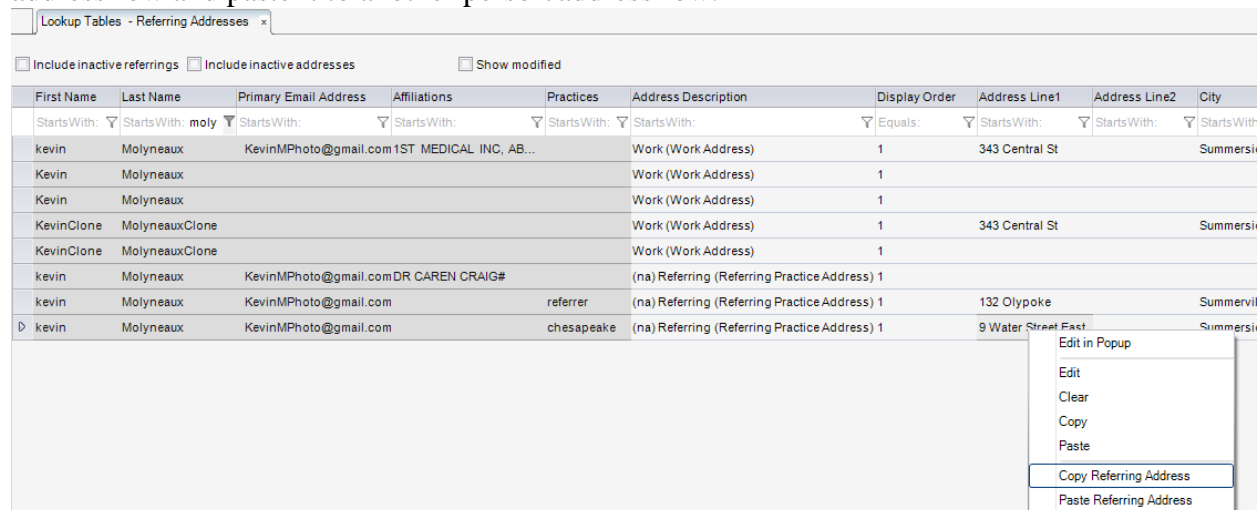 Lookup Tables - Referring Addresses ×
Include inactive referrings Include inactive addresses Show modified
First Name Last Name Primary Email Address Affiliations Practices Address Description Display Order Address Line1 Address Line2 City
StartsWith: StartsWith: moly StartsWith: StartsWith: StartsWith: StartsWith: Equals: StartsWith: StartsWith: StartsWith
kevin Molyneaux KevinMPhoto@gmail.com 1ST MEDICAL INC, AB... Work (Work Address) 1 343 Central St Summersi
Kevin Molyneaux Work (Work Address) 1
Kevin Molyneaux Work (Work Address) 1
KevinClone MolyneauxClone Work (Work Address) 1 343 Central St Summersi
KevinClone MolyneauxClone Work (Work Address) 1
kevin Molyneaux KevinMPhoto@gmail.com DR CAREN CRAIG# (na) Referring (Referring Practice Address) 1
kevin Molyneaux KevinMPhoto@gmail.com referrer (na) Referring (Referring Practice Address) 1 132 Olypoke Summervil
kevin Molyneaux KevinMPhoto@gmail.com chesapeake (na) Referring (Referring Practice Address) 1 9 Water Street East Summersi
Edit in Popup
Edit
Clear
Copy
Paste
Copy Referring Address
Paste Referring Address